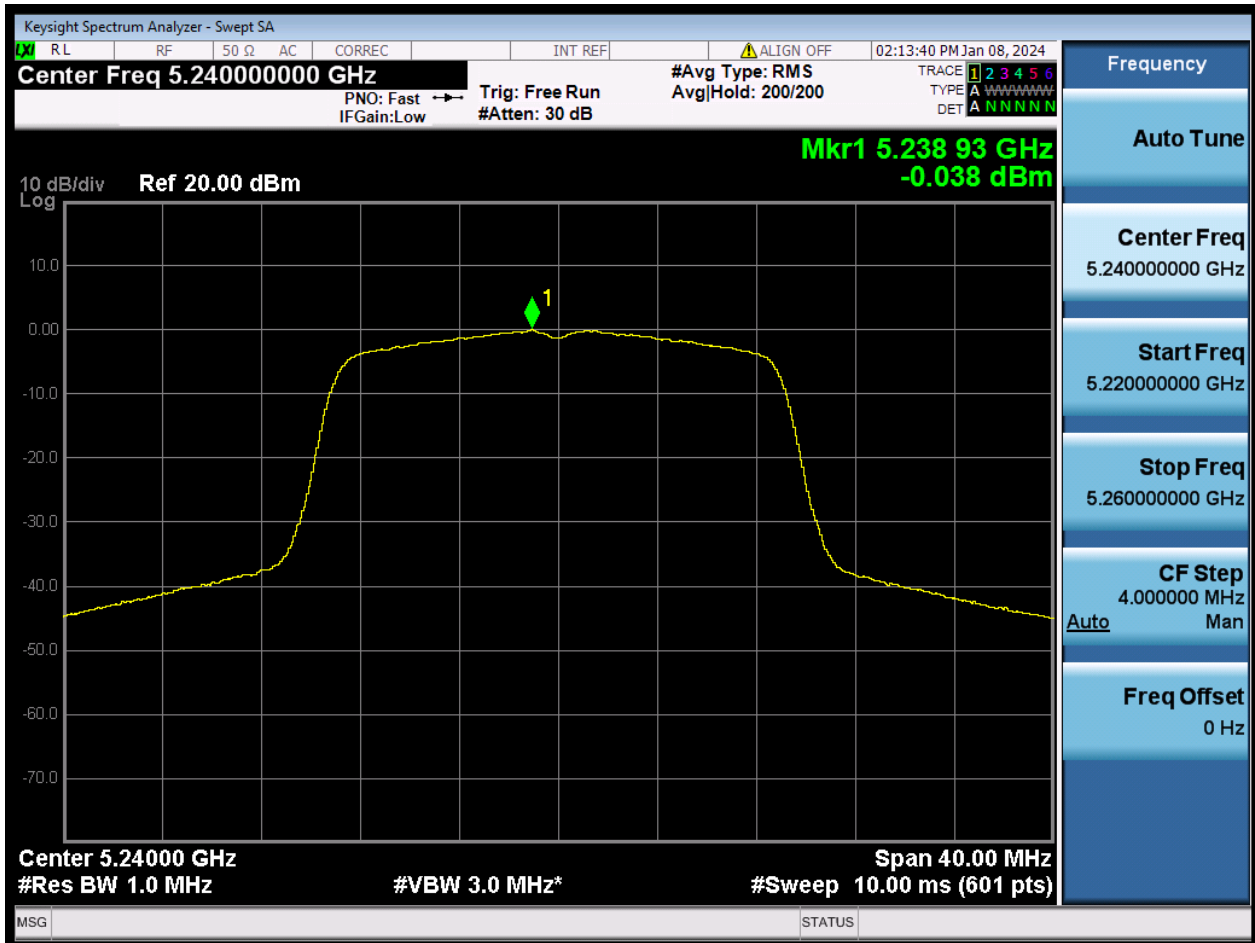 Keysight Spectrum Analyzer - Swept SA
LXI RL RF 50 Ω AC CORREC INT REF ALIGN OFF 02:13:40 PM Jan 08, 2024
Center Freq 5.240000000 GHz
PNO: Fast
IFGain:Low
Trig: Free Run
#Atten: 30 dB
#Avg Type: RMS
Avg|Hold: 200/200
TRACE 1 2 3 4 5 6
TYPE A WWWWW
DET A N N N N N
Mkr1 5.238 93 GHz
-0.038 dBm
10 dB/div Ref 20.00 dBm
Log
10.0
0.00
-10.0
-20.0
-30.0
-40.0
-50.0
-60.0
-70.0
1
Center 5.24000 GHz Span 40.00 MHz
#Res BW 1.0 MHz #VBW 3.0 MHz* #Sweep 10.00 ms (601 pts)
MSG STATUS
Frequency
Auto Tune
Center Freq
5.240000000 GHz
Start Freq
5.220000000 GHz
Stop Freq
5.260000000 GHz
CF Step
4.000000 MHz
Auto Man
Freq Offset
0 Hz